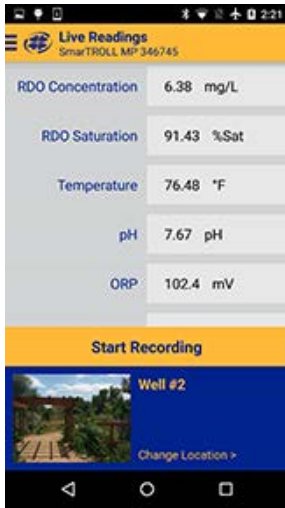 2:21
Live Readings
SmarTROLL MP 346745
RDO Concentration 6.38 mg/L
RDO Saturation 91.43 %Sat
Temperature 76.48 °F
pH 7.67 pH
ORP 102.4 mV
Start Recording
Well #2
Change Location >